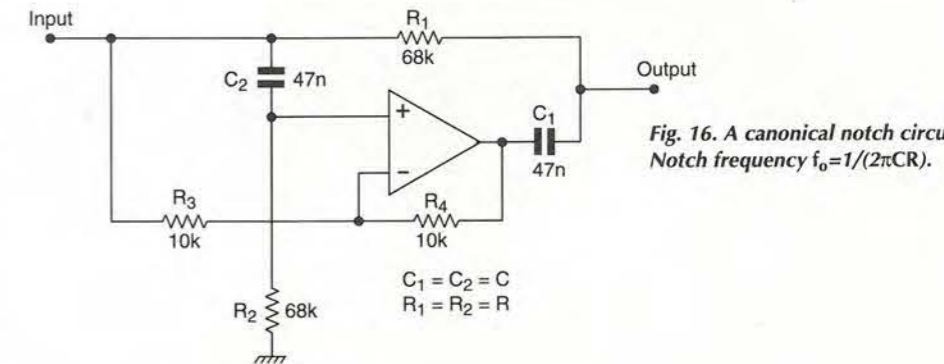 Input
R1
68k
C2
47n
Output
C1
47n
Fig. 16. A canonical notch circu
Notch frequency fo=1/(2πCR).
+
−
R3
10k
R4
10k
C1 = C2 = C
R1 = R2 = R
R2
68k